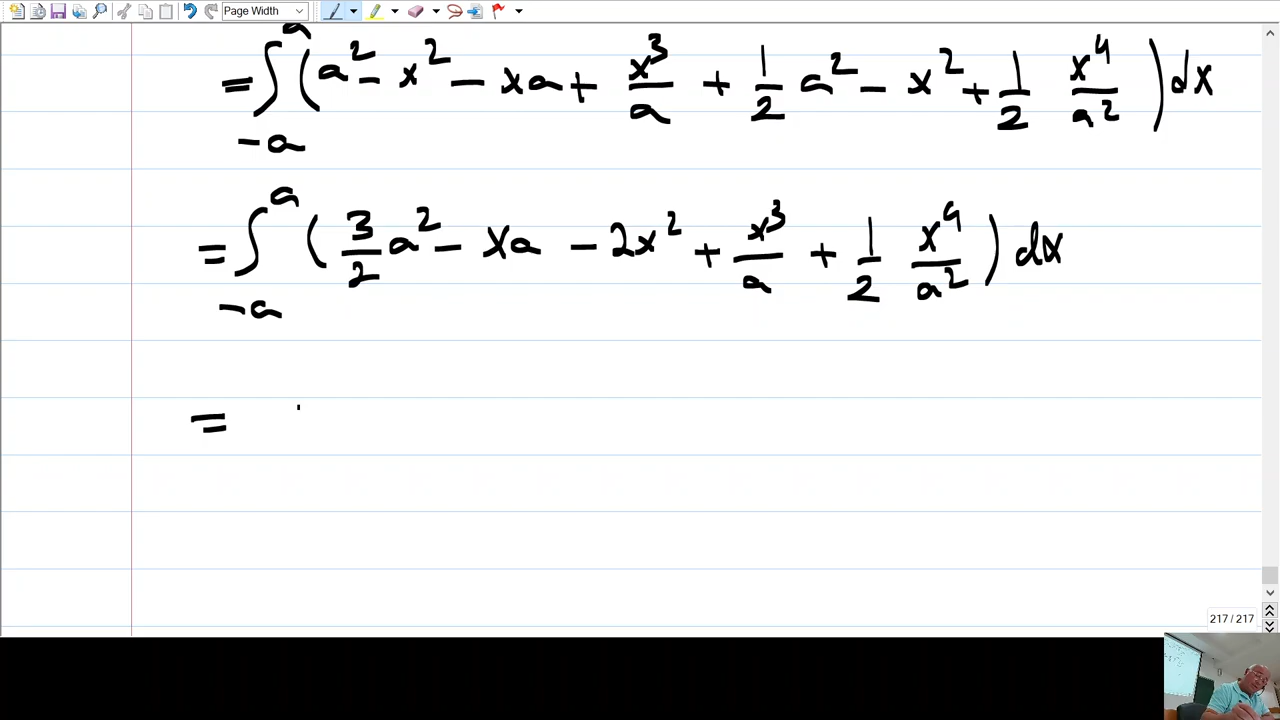 Page Width
= ∫_{-a}^{a} (a² - x² - xa + x³/a + 1/2 a² - x² + 1/2 x⁴/a²) dx
= ∫_{-a}^{a} (3/2 a² - xa - 2x² + x³/a + 1/2 x⁴/a²) dx
=
217 / 217